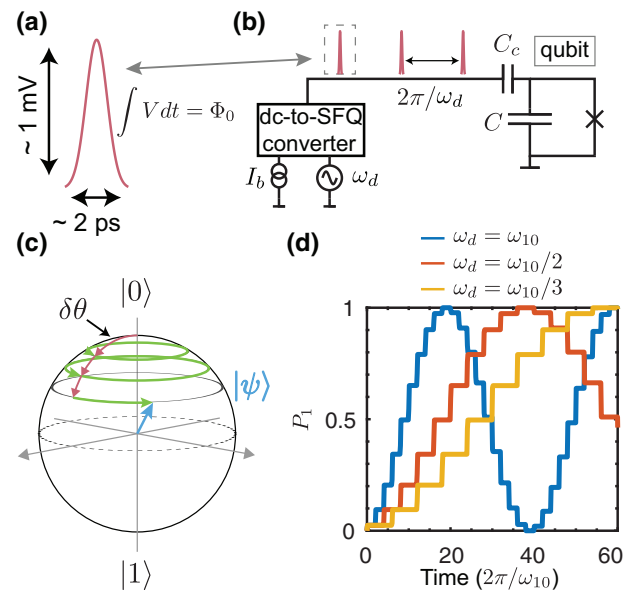 (a)
~ 1 mV
∫ V dt = Φ₀
~ 2 ps
(b)
2π/ω_d
C_c
qubit
C
dc-to-SFQ
converter
I_b
ω_d
(c)
|0⟩
δθ
|ψ⟩
|1⟩
(d)
ω_d = ω₁₀
ω_d = ω₁₀/2
ω_d = ω₁₀/3
P₁
1
0.5
0
0 20 40 60
Time (2π/ω₁₀)